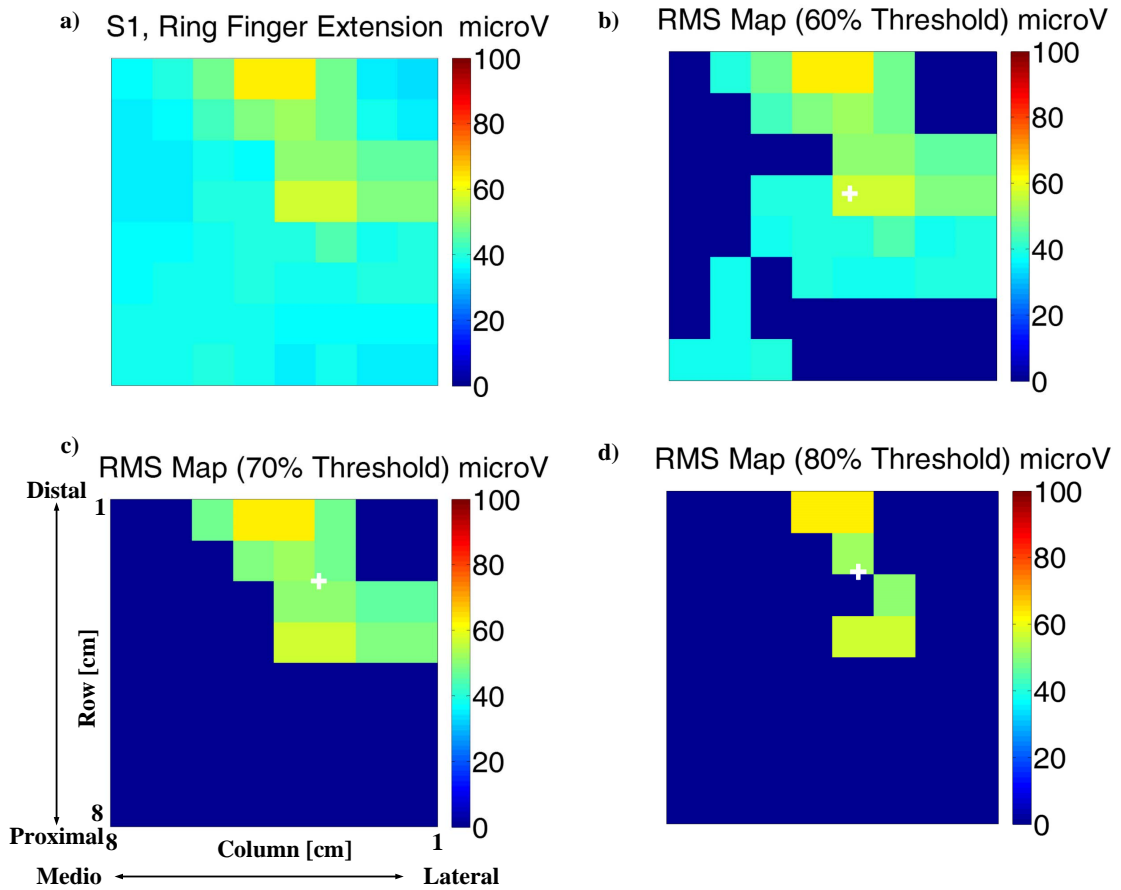 a) S1, Ring Finger Extension microV
100
80
60
40
20
0
b) RMS Map (60% Threshold) microV
100
80
60
40
20
0
c) RMS Map (70% Threshold) microV
Distal
1
Row [cm]
8
Proximal
8
Column [cm]
1
Medio
Lateral
100
80
60
40
20
0
d) RMS Map (80% Threshold) microV
100
80
60
40
20
0